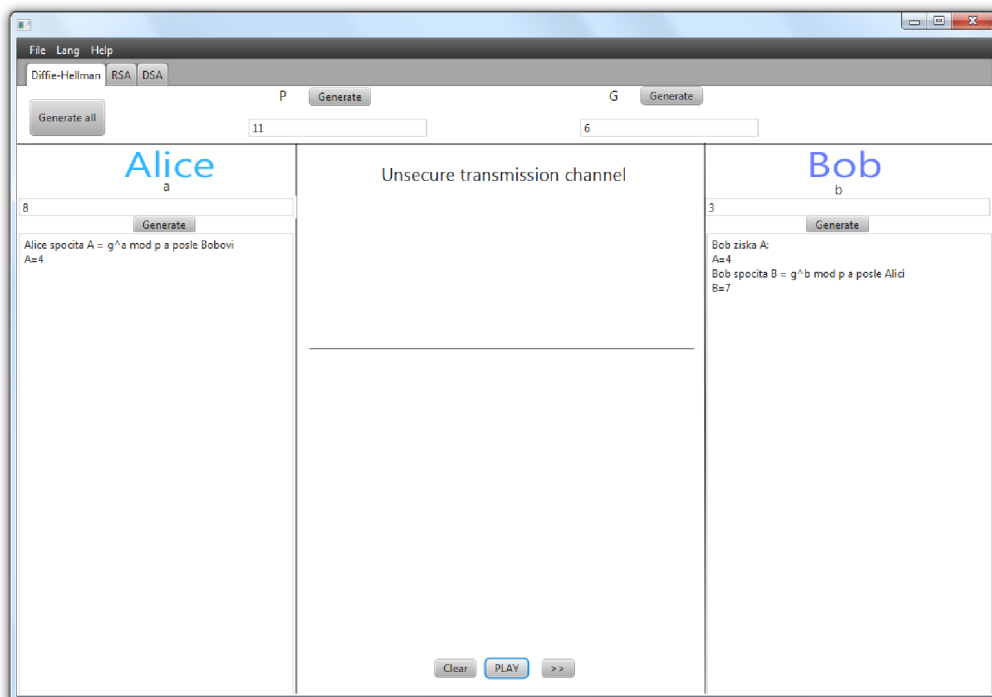 File Lang Help
Diffie-Hellman RSA DSA
P Generate G Generate
Generate all
11 6
Alice
a
8
Generate
Alice spocita A = g^a mod p a posle Bobovi
A=4
Unsecure transmission channel
Clear PLAY >>
Bob
b
3
Generate
Bob ziska A:
A=4
Bob spocita B = g^b mod p a posle Alici
B=7